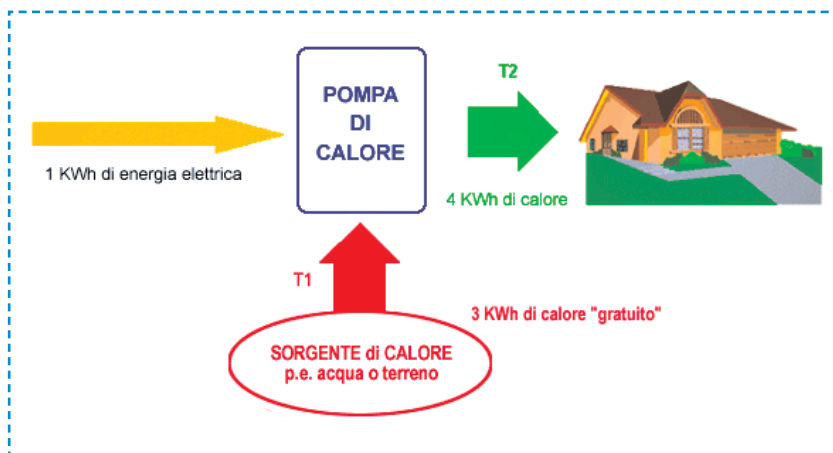 POMPA
DI
CALORE
T2
1 KWh di energia elettrica
4 KWh di calore
T1
3 KWh di calore "gratuito"
SORGENTE di CALORE
p.e. acqua o terreno